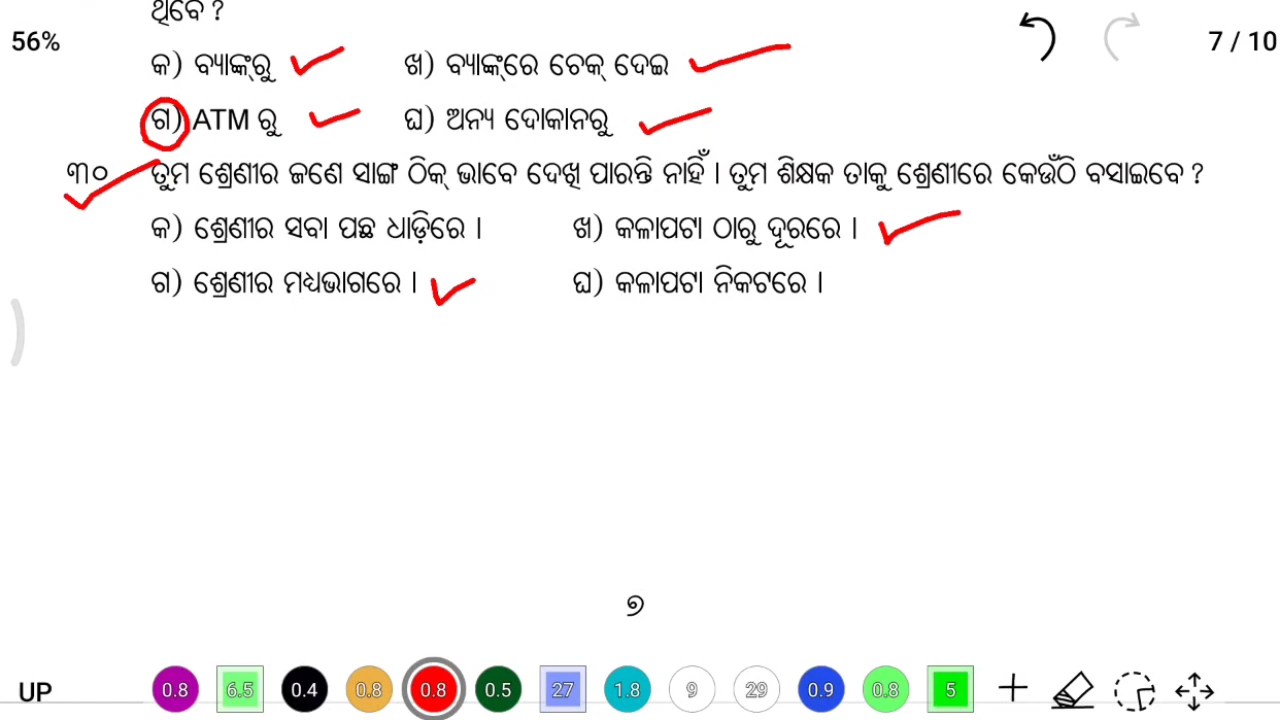 ଥିବେ ?
56%
7 / 10
କ) ବ୍ୟାଙ୍କ୍‌ରୁ ଖ) ବ୍ୟାଙ୍କ୍‌ରେ ଚେକ୍ ଦେଇ
ଗ) ATM ରୁ ଘ) ଅନ୍ୟ ଦୋକାନରୁ
୩୦ ତୁମ ଶ୍ରେଣୀର ଜଣେ ସାଙ୍ଗ ଠିକ୍ ଭାବେ ଦେଖି ପାରନ୍ତି ନାହିଁ । ତୁମ ଶିକ୍ଷକ ତାକୁ ଶ୍ରେଣୀରେ କେଉଁଠି ବସାଇବେ ?
କ) ଶ୍ରେଣୀର ସବା ପଛ ଧାଡ଼ିରେ । ଖ) କଳାପଟା ଠାରୁ ଦୂରରେ ।
ଗ) ଶ୍ରେଣୀର ମଧ୍ୟଭାଗରେ । ଘ) କଳାପଟା ନିକଟରେ ।
୭
UP 0.8 6.5 0.4 0.8 0.8 0.5 27 1.8 9 29 0.9 0.8 5